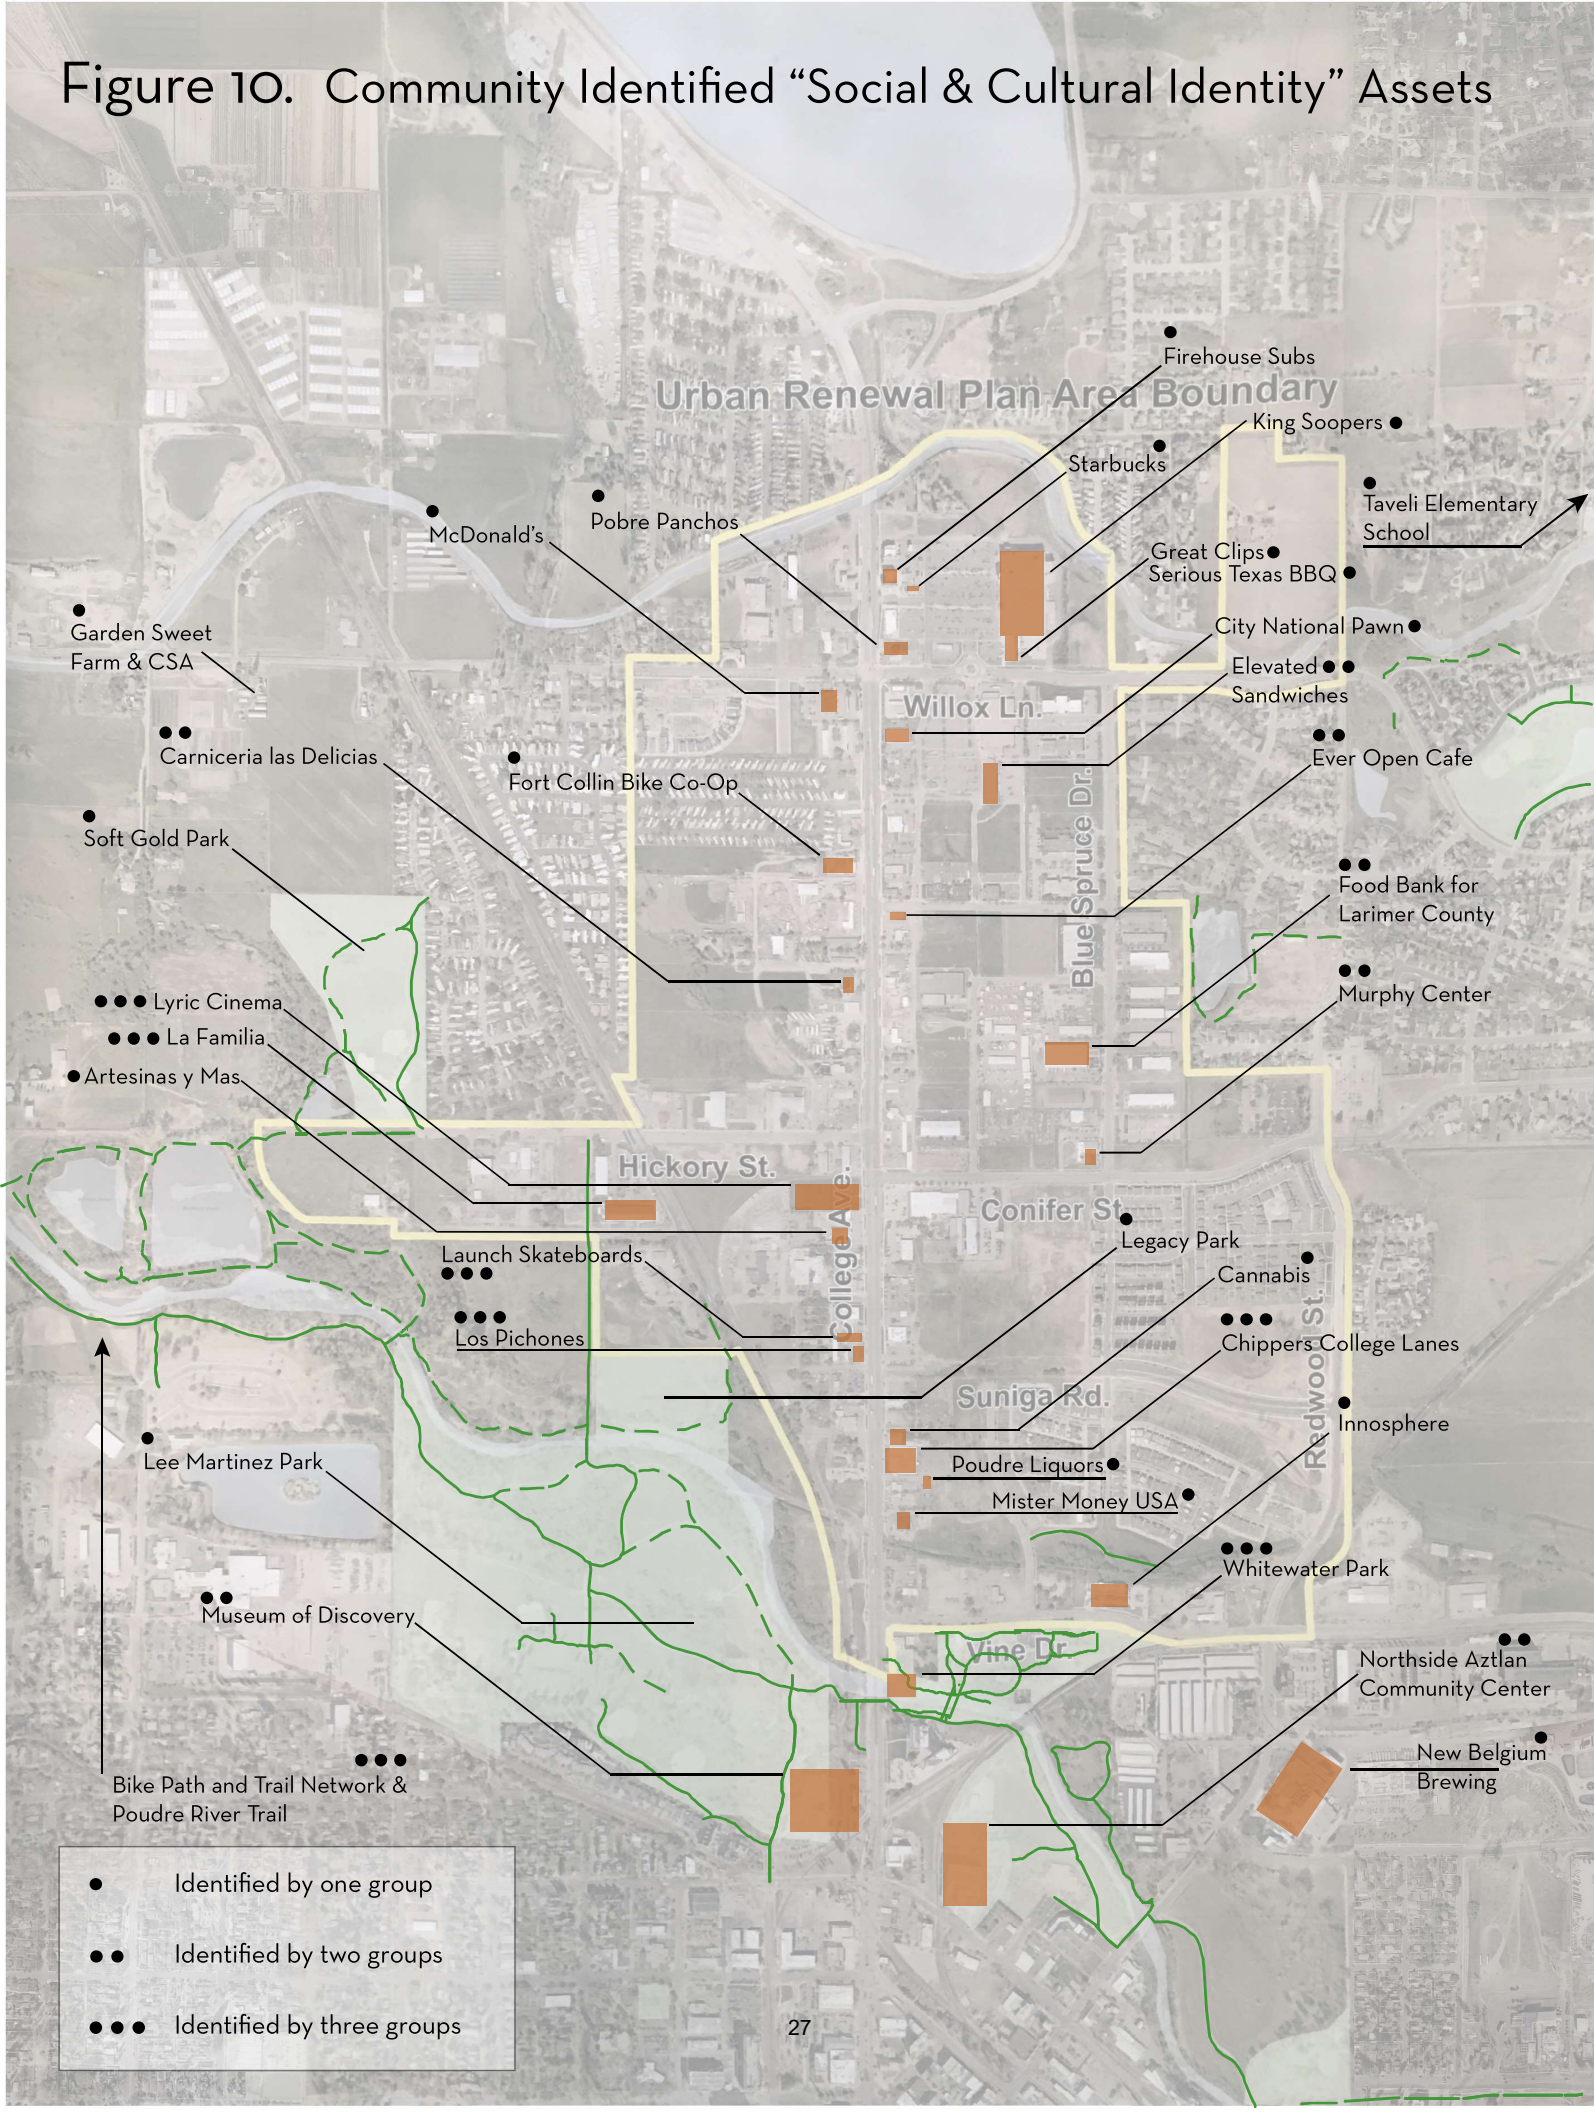 Figure 10. Community Identified “Social & Cultural Identity” Assets
Firehouse Subs
Urban Renewal Plan Area Boundary
King Soopers
Starbucks
Taveli Elementary
School
Pobre Panchos
McDonald’s
Great Clips
Serious Texas BBQ
Garden Sweet
Farm & CSA
City National Pawn
Elevated
Sandwiches
Willox Ln.
Carniceria las Delicias
Ever Open Cafe
Fort Collin Bike Co-Op
Blue Spruce Dr.
Soft Gold Park
Food Bank for
Larimer County
Murphy Center
Lyric Cinema
La Familia
Artesinas y Mas
Hickory St.
College Ave.
Conifer St.
Legacy Park
Launch Skateboards
Cannabis
Los Pichones
Chippers College Lanes
Redwood St.
Suniga Rd.
Innosphere
Lee Martinez Park
Poudre Liquors
Mister Money USA
Whitewater Park
Museum of Discovery
Vine Dr.
Northside Aztlan
Community Center
New Belgium
Brewing
Bike Path and Trail Network &
Poudre River Trail
Identified by one group
Identified by two groups
Identified by three groups
27